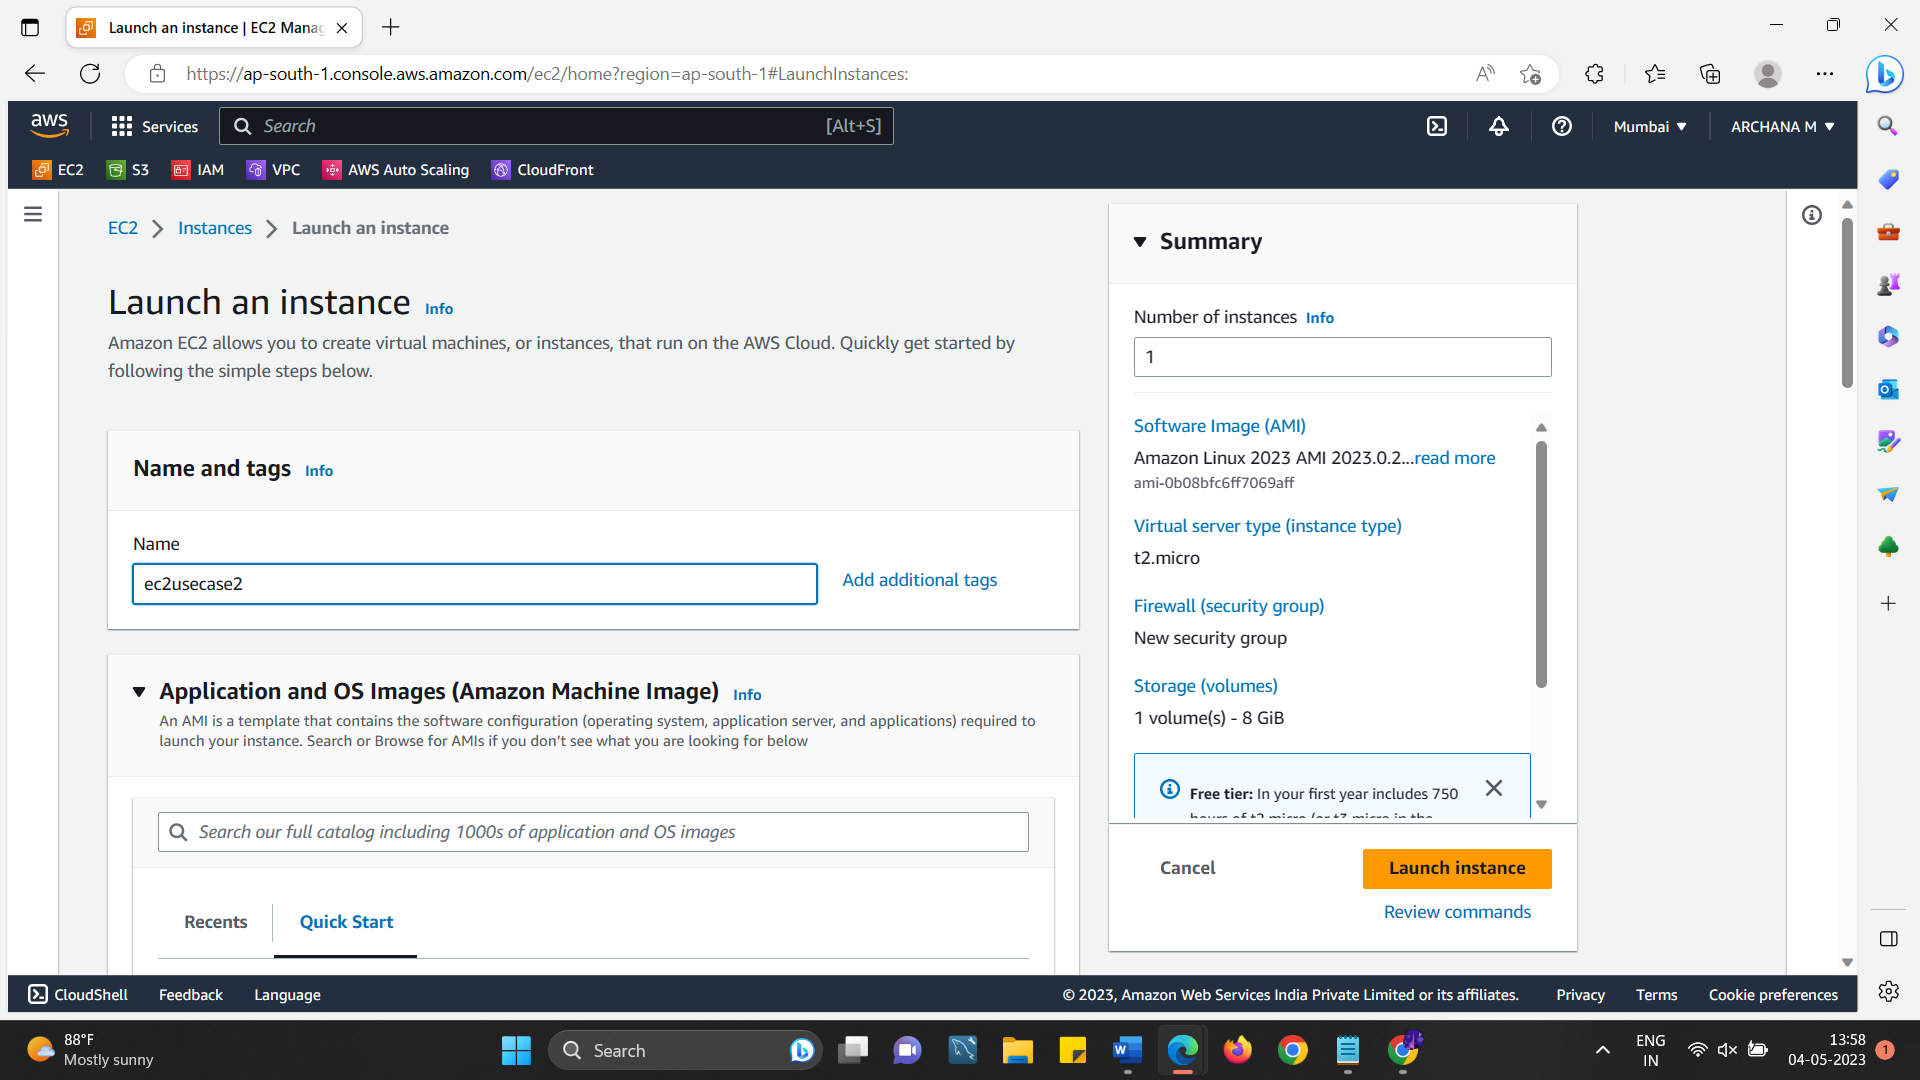 Launch an instance | EC2 Manag
https://ap-south-1.console.aws.amazon.com/ec2/home?region=ap-south-1#LaunchInstances:
aws
Services
Search
[Alt+S]
Mumbai
ARCHANA M
EC2
S3
IAM
VPC
AWS Auto Scaling
CloudFront
EC2
Instances
Launch an instance
Launch an instance Info
Amazon EC2 allows you to create virtual machines, or instances, that run on the AWS Cloud. Quickly get started by
following the simple steps below.
Name and tags Info
Name
ec2usecase2
Add additional tags
Application and OS Images (Amazon Machine Image) Info
An AMI is a template that contains the software configuration (operating system, application server, and applications) required to
launch your instance. Search or Browse for AMIs if you don't see what you are looking for below
Search our full catalog including 1000s of application and OS images
Recents
Quick Start
Summary
Number of instances Info
1
Software Image (AMI)
Amazon Linux 2023 AMI 2023.0.2...read more
ami-0b08bfc6ff7069aff
Virtual server type (instance type)
t2.micro
Firewall (security group)
New security group
Storage (volumes)
1 volume(s) - 8 GiB
Free tier: In your first year includes 750
hours of t2.micro (or t3.micro in the
Cancel
Launch instance
Review commands
CloudShell
Feedback
Language
© 2023, Amazon Web Services India Private Limited or its affiliates.
Privacy
Terms
Cookie preferences
88°F
Mostly sunny
Search
ENG
IN
13:58
04-05-2023
1